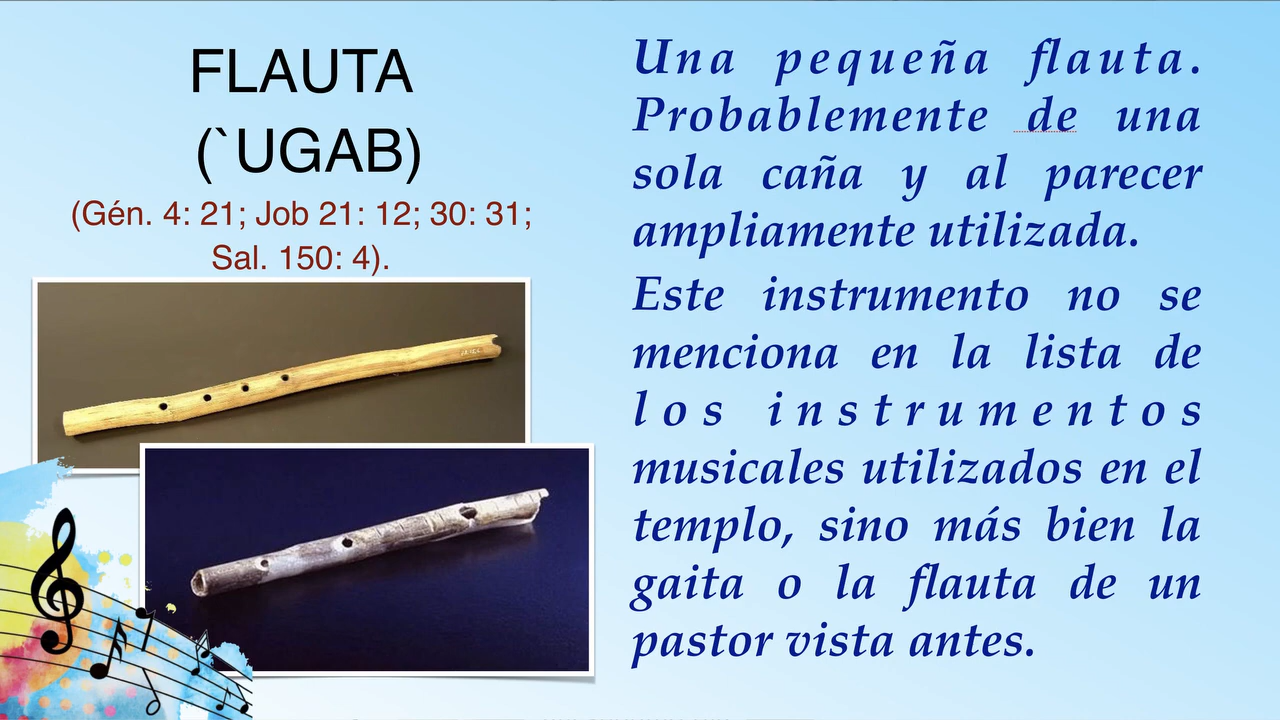 FLAUTA
(`UGAB)
(Gén. 4: 21; Job 21: 12; 30: 31;
Sal. 150: 4).
Una pequeña flauta.
Probablemente de una
sola caña y al parecer
ampliamente utilizada.
Este instrumento no se
menciona en la lista de
los instrumentos
musicales utilizados en el
templo, sino más bien la
gaita o la flauta de un
pastor vista antes.